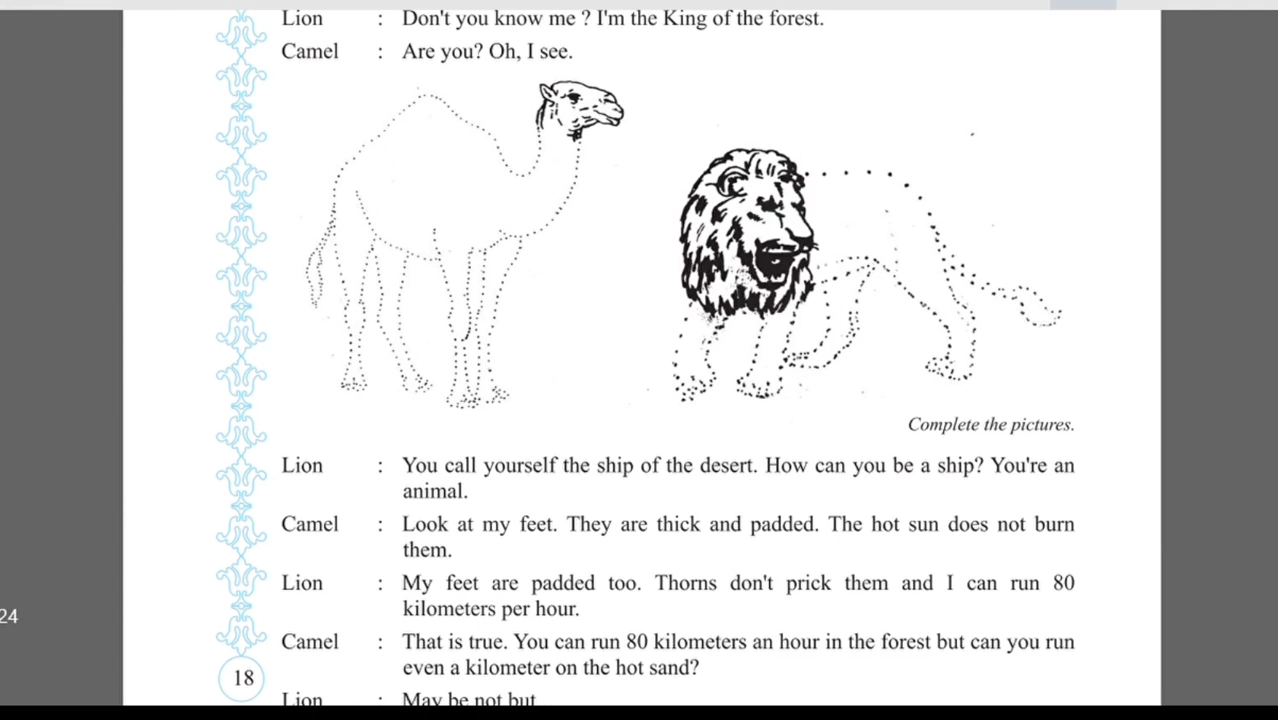 Lion : Don't you know me ? I'm the King of the forest.
Camel : Are you? Oh, I see.
Complete the pictures.
Lion : You call yourself the ship of the desert. How can you be a ship? You're an
animal.
Camel : Look at my feet. They are thick and padded. The hot sun does not burn
them.
Lion : My feet are padded too. Thorns don't prick them and I can run 80
kilometers per hour.
24
Camel : That is true. You can run 80 kilometers an hour in the forest but can you run
even a kilometer on the hot sand?
18
Lion : May be not but